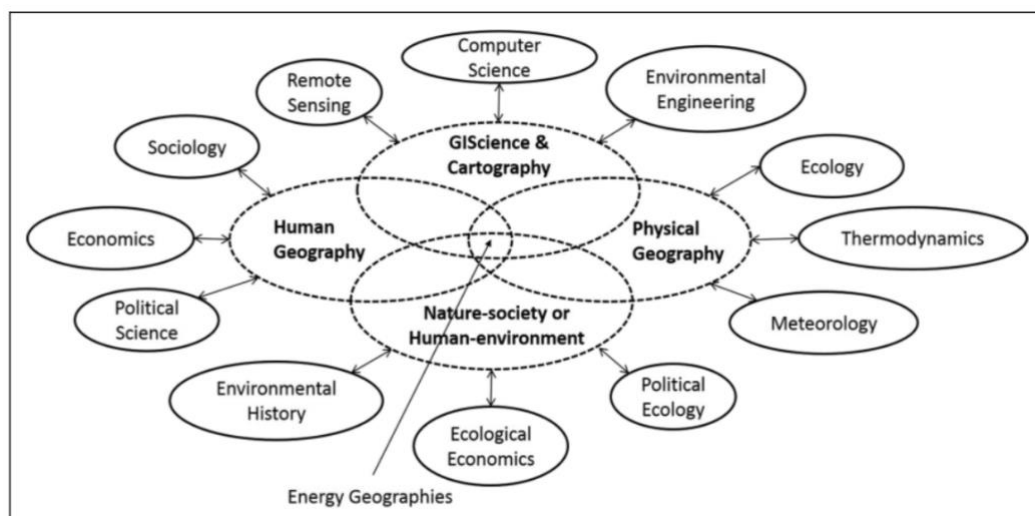 Computer
Science
Remote
Sensing
Environmental
Engineering
GIScience &
Cartography
Sociology
Ecology
Human
Geography
Physical
Geography
Economics
Thermodynamics
Political
Science
Nature-society or
Human-environment
Meteorology
Environmental
History
Political
Ecology
Ecological
Economics
Energy Geographies